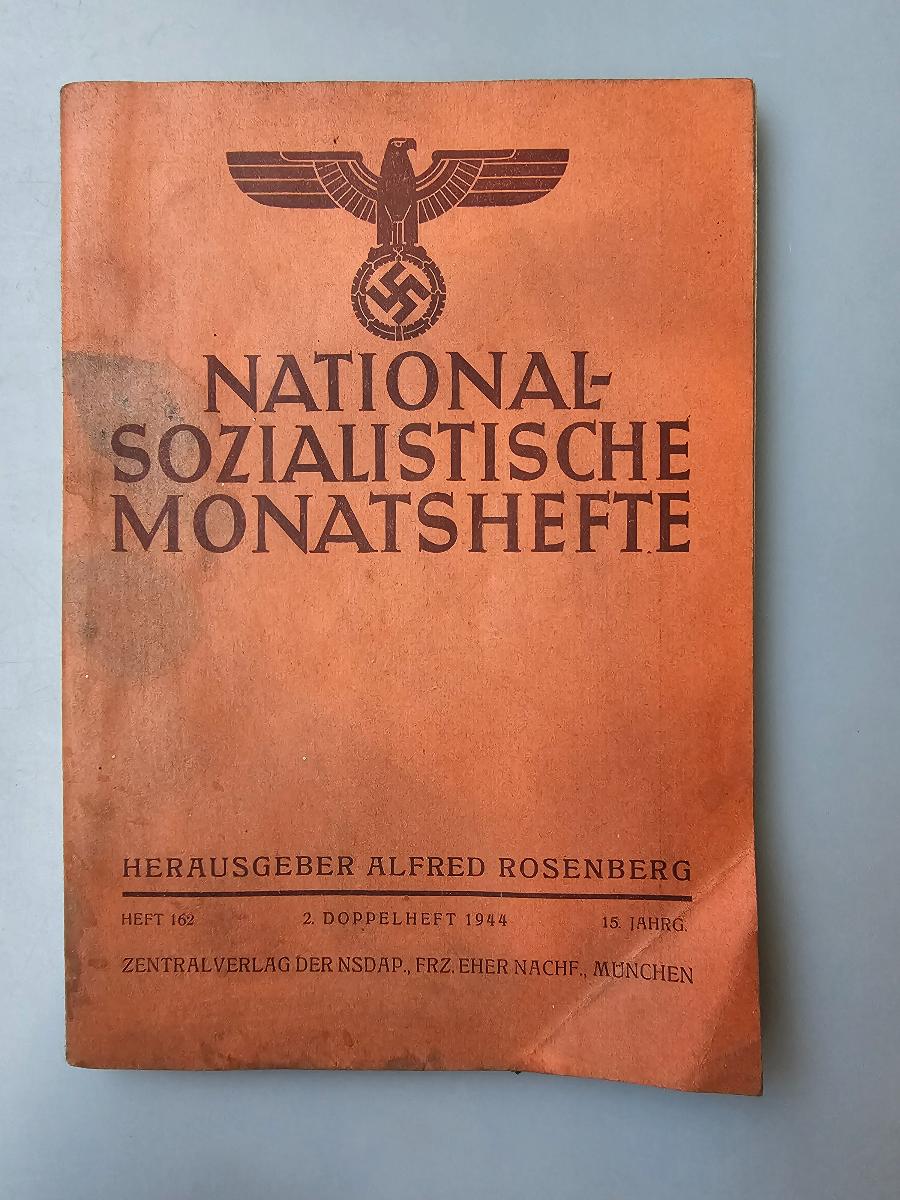 NATIONAL-
SOZIALISTISCHE
MONATSHEFTE
HERAUSGEBER ALFRED ROSENBERG
HEFT 162 2. DOPPELHEFT 1944 15. JAHRG.
ZENTRALVERLAG DER NSDAP., FRZ. EHER NACHF., MÜNCHEN